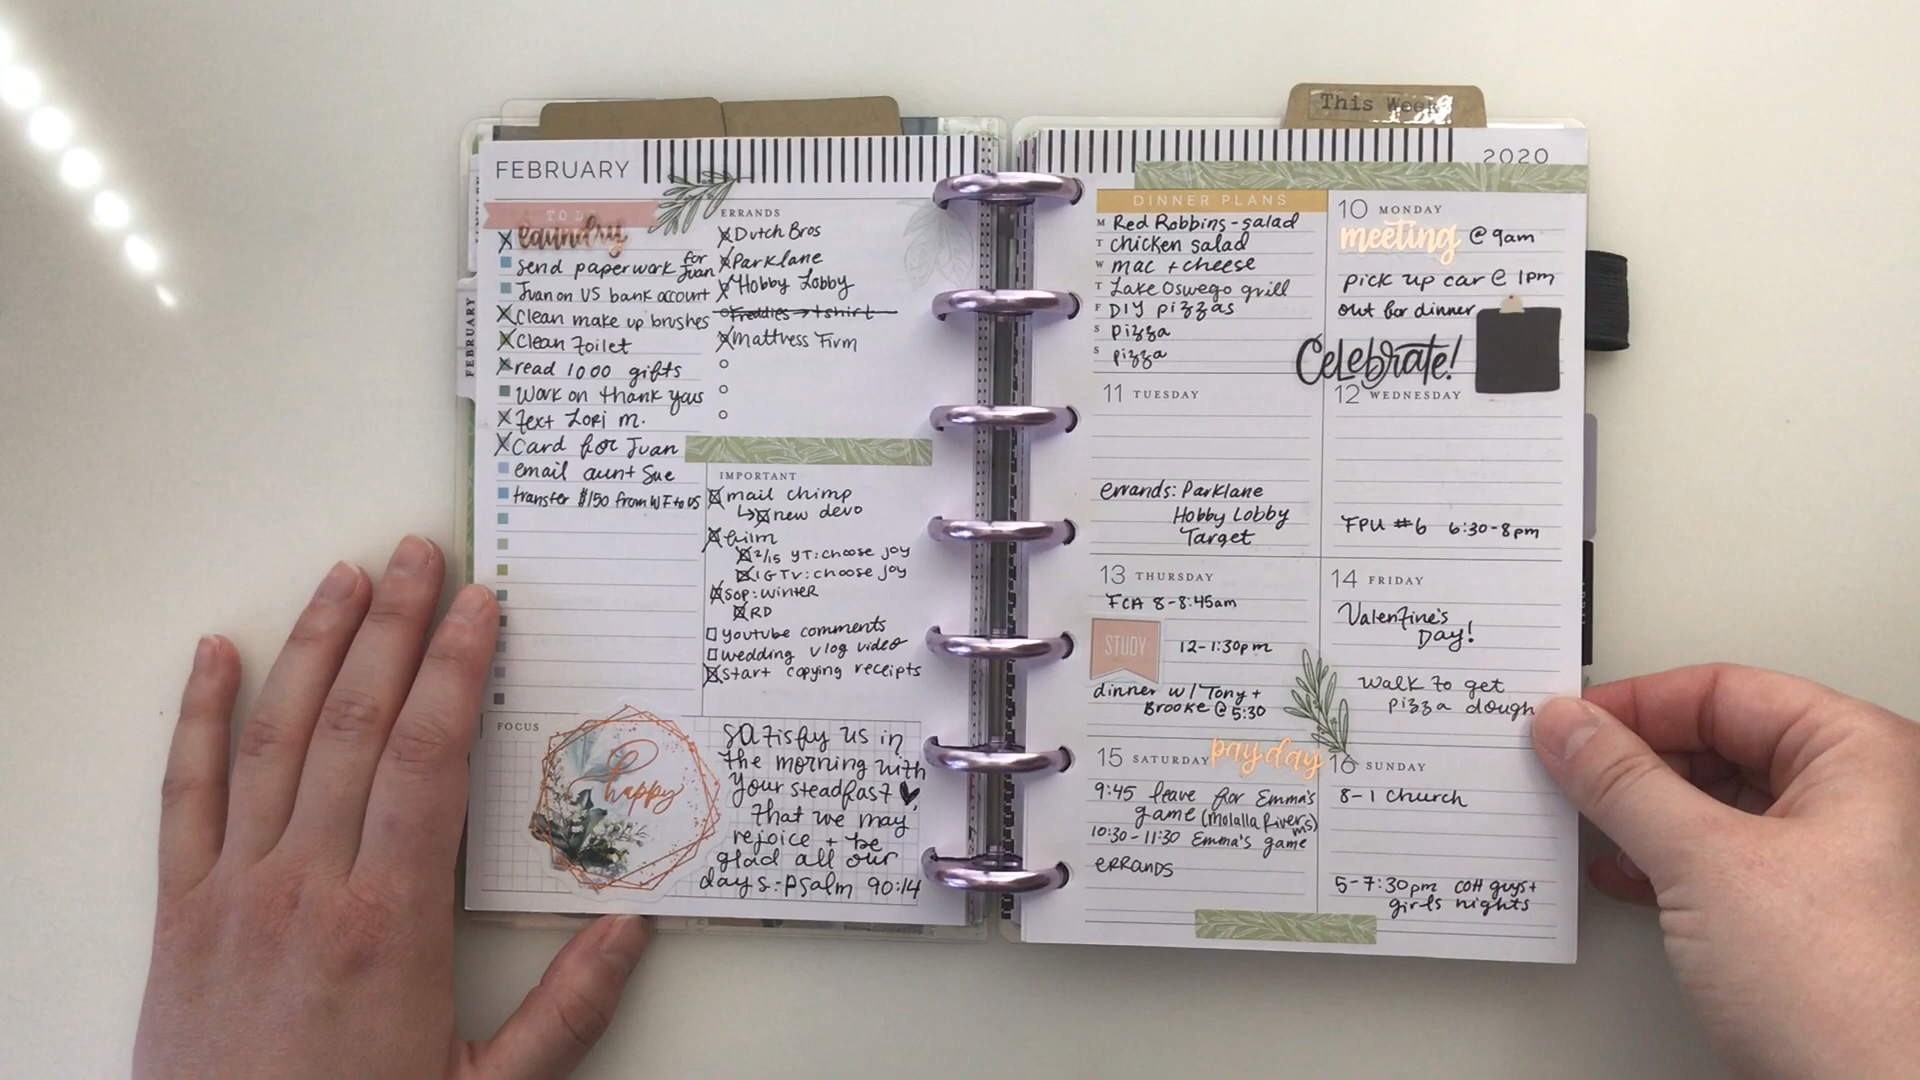 This Week
FEBRUARY
TO D
laundry
send paperwork for Juan
Juan on US bank account
Clean make up brushes
Clean Toilet
read 1000 gifts
Work on thank yous
Text Lori M.
Card for Juan
email aunt Sue
transfer $150 from WF to US
ERRANDS
Dutch Bros
Parklane
Hobby Lobby
Freddies → tshirt
Mattress Firm
IMPORTANT
mail chimp
↳ new devo
film
2/15 YT: choose joy
IGTV: choose joy
SOP: winter
RD
youtube comments
wedding vlog video
start copying receipts
FOCUS
happy
satisfy us in
the morning with
your steadfast ♥,
that we may
rejoice + be
glad all our
days. -Psalm 90:14
FEBRUARY
2020
DINNER PLANS
M Red Robbins - salad
T chicken salad
W mac + cheese
T Lake Oswego grill
F DIY pizzas
S pizza
S pizza
10 MONDAY
meeting @ 9am
pick up car @ 1pm
out for dinner
Celebrate!
11 TUESDAY
errands: Parklane
Hobby Lobby
Target
12 WEDNESDAY
FPU #6 6:30-8pm
13 THURSDAY
FCA 8-8:45am
STUDY 12-1:30pm
dinner w/ Tony +
Brooke @ 5:30
14 FRIDAY
Valentine's
Day!
walk to get
pizza dough
15 SATURDAY
payday
9:45 leave for Emma's
game (Molalla River ms)
10:30-11:30 Emma's game
errands
16 SUNDAY
8-1 Church
5-7:30pm COH guys +
girls nights